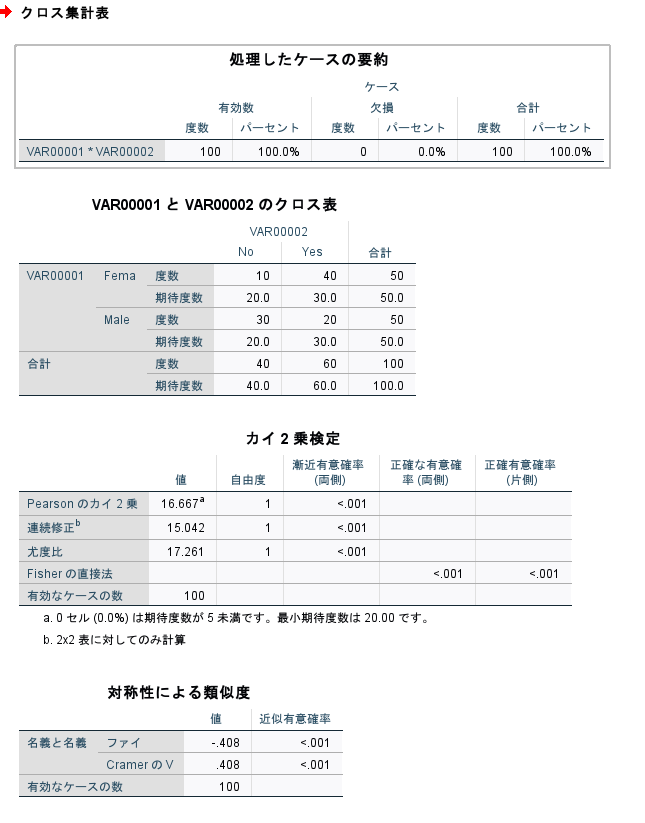 クロス集計表
処理したケースの要約
ケース
有効数 欠損 合計
度数 パーセント 度数 パーセント 度数 パーセント
VAR00001 * VAR00002 100 100.0% 0 0.0% 100 100.0%
VAR00001 と VAR00002 のクロス表
VAR00002
No Yes 合計
VAR00001 Fema 度数 10 40 50
期待度数 20.0 30.0 50.0
Male 度数 30 20 50
期待度数 20.0 30.0 50.0
合計 度数 40 60 100
期待度数 40.0 60.0 100.0
カイ 2 乗検定
値 自由度 漸近有意確率 (両側) 正確な有意確率 (両側) 正確有意確率 (片側)
Pearson のカイ 2 乗 16.667a 1 <.001
連続修正b 15.042 1 <.001
尤度比 17.261 1 <.001
Fisher の直接法 <.001 <.001
有効なケースの数 100
a. 0 セル (0.0%) は期待度数が 5 未満です。最小期待度数は 20.00 です。
b. 2x2 表に対してのみ計算
対称性による類似度
値 近似有意確率
名義と名義 ファイ -.408 <.001
Cramer の V .408 <.001
有効なケースの数 100